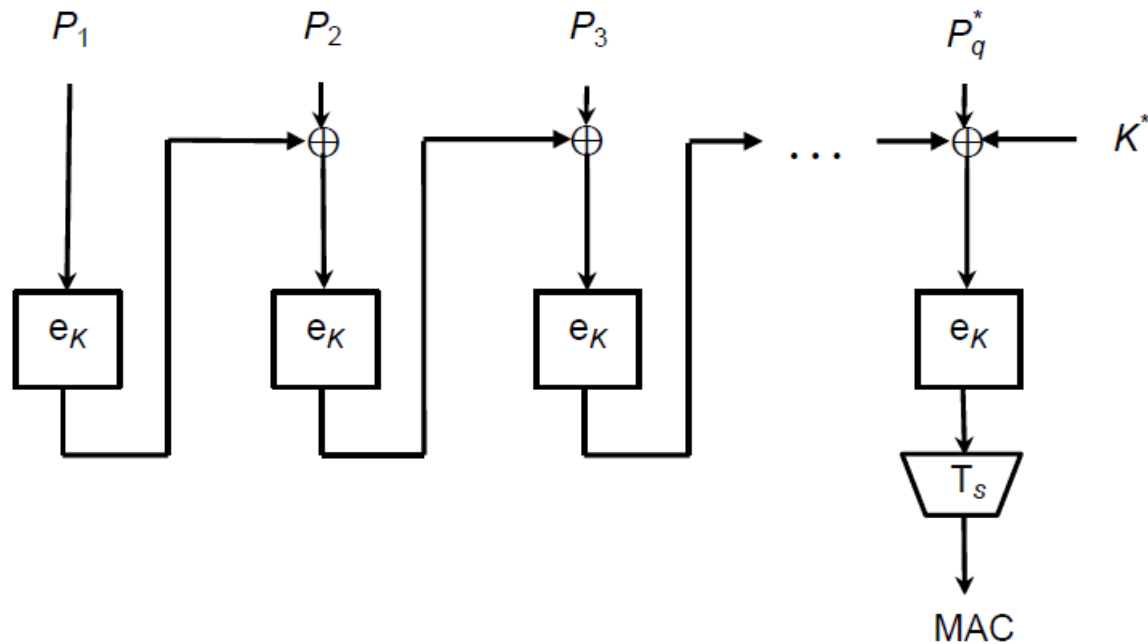 P₁ P₂ P₃ P*q
K*
. . .
eK eK eK eK
Ts
MAC